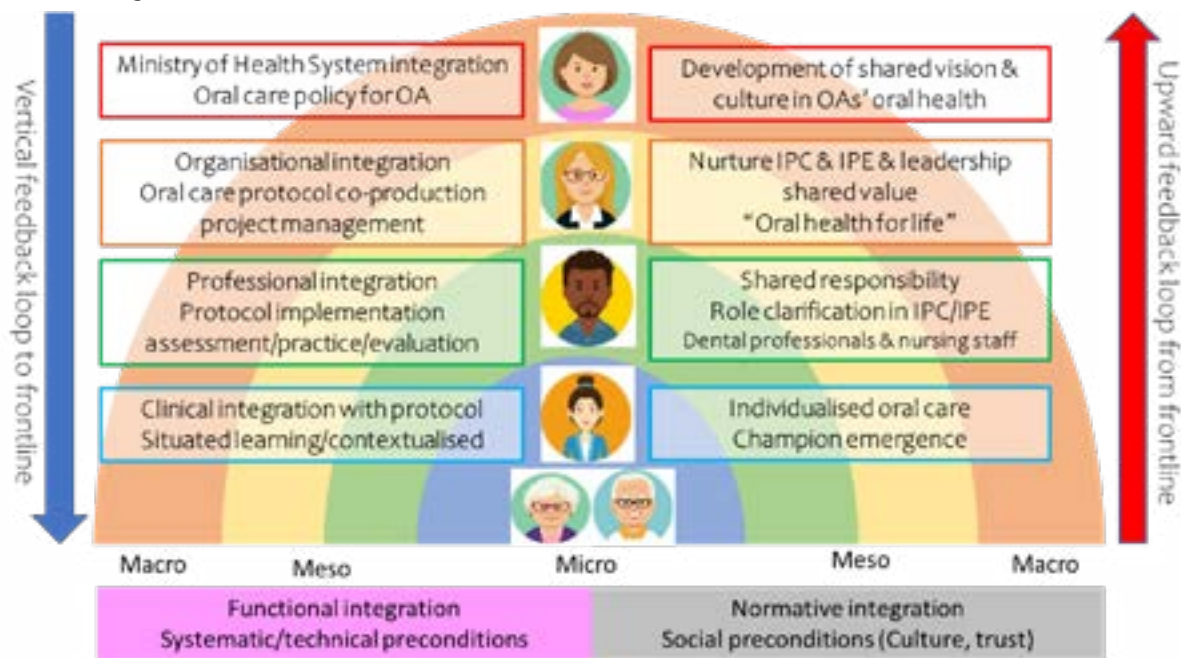 Vertical feedback loop to frontline
Ministry of Health System integration
Oral care policy for OA
Development of shared vision &
culture in OAs' oral health
Organisational integration
Oral care protocol co-production
project management
Nurture IPC & IPE & leadership
shared value
"Oral health for life"
Professional integration
Protocol implementation
assessment/practice/evaluation
Shared responsibility
Role clarification in IPC/IPE
Dental professionals & nursing staff
Clinical integration with protocol
Situated learning/contextualised
Individualised oral care
Champion emergence
Upward feedback loop from frontline
Macro
Meso
Micro
Meso
Macro
Functional integration
Systematic/technical preconditions
Normative integration
Social preconditions (Culture, trust)